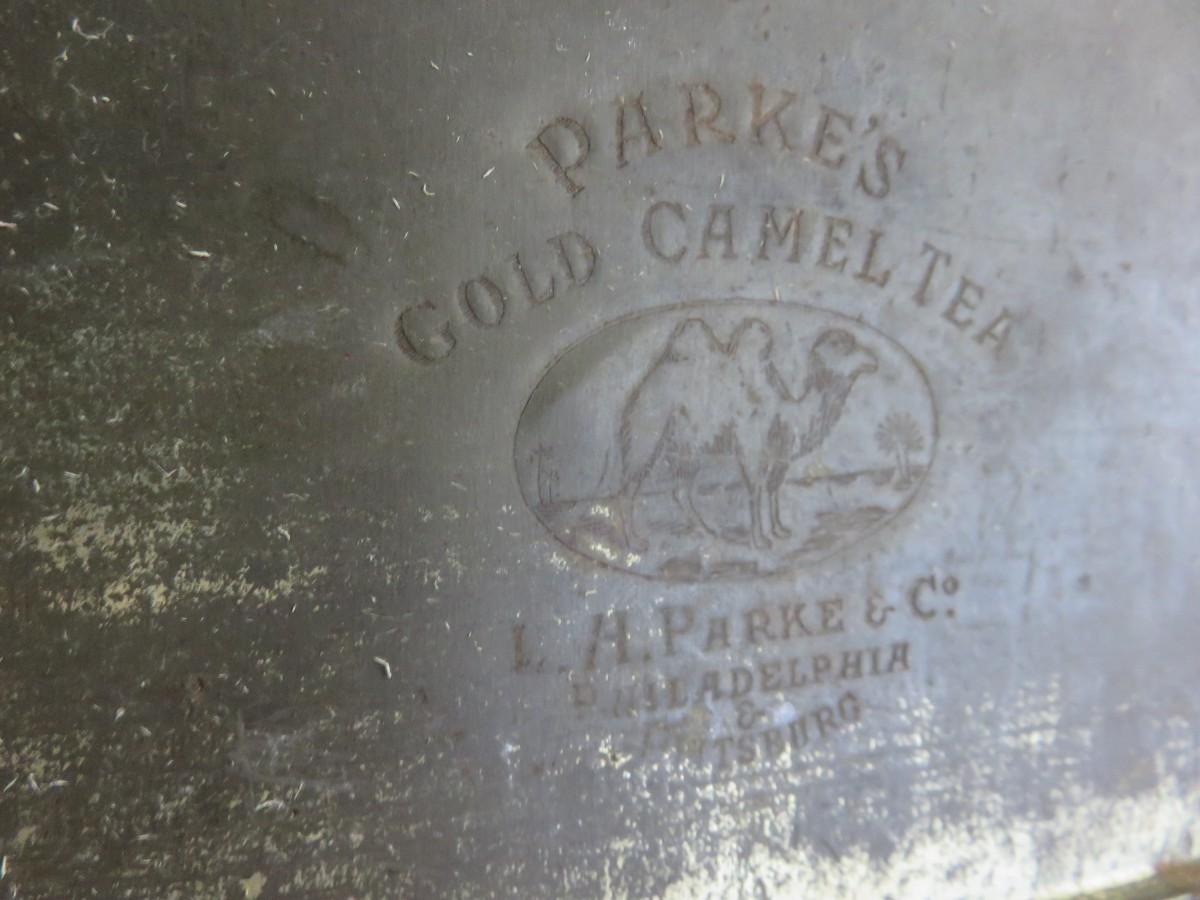 PARKE'S
GOLD CAMEL TEA
L. H. PARKE & Co.
PHILADELPHIA
&
PITTSBURG